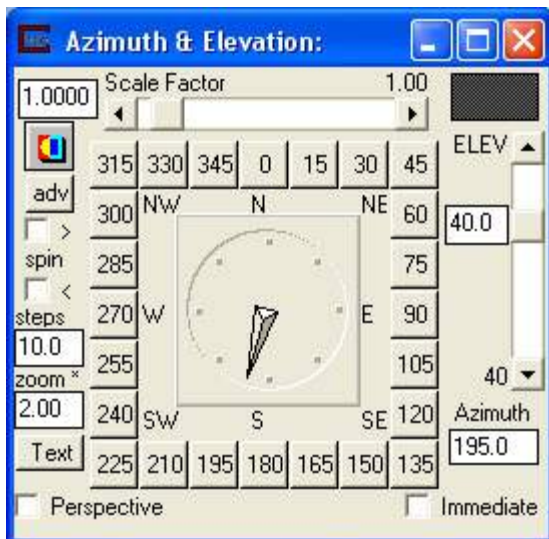 Azimuth & Elevation:
1.0000 Scale Factor 1.00
315 330 345 0 15 30 45 ELEV
adv
300 NW N NE 60 40.0
>
spin 285 75
<
steps 270 W E 90
10.0 255 105
zoom × 40
2.00 240 SW S SE 120 Azimuth
Text 225 210 195 180 165 150 135 195.0
Perspective Immediate